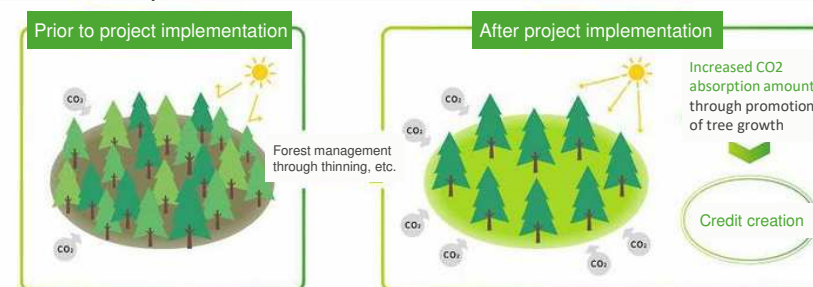 Prior to project implementation
After project implementation
CO₂
CO₂
Forest management
through thinning, etc.
CO₂
CO₂
CO₂
CO₂
CO₂
CO₂
Increased CO2
absorption amount
through promotion
of tree growth
Credit creation